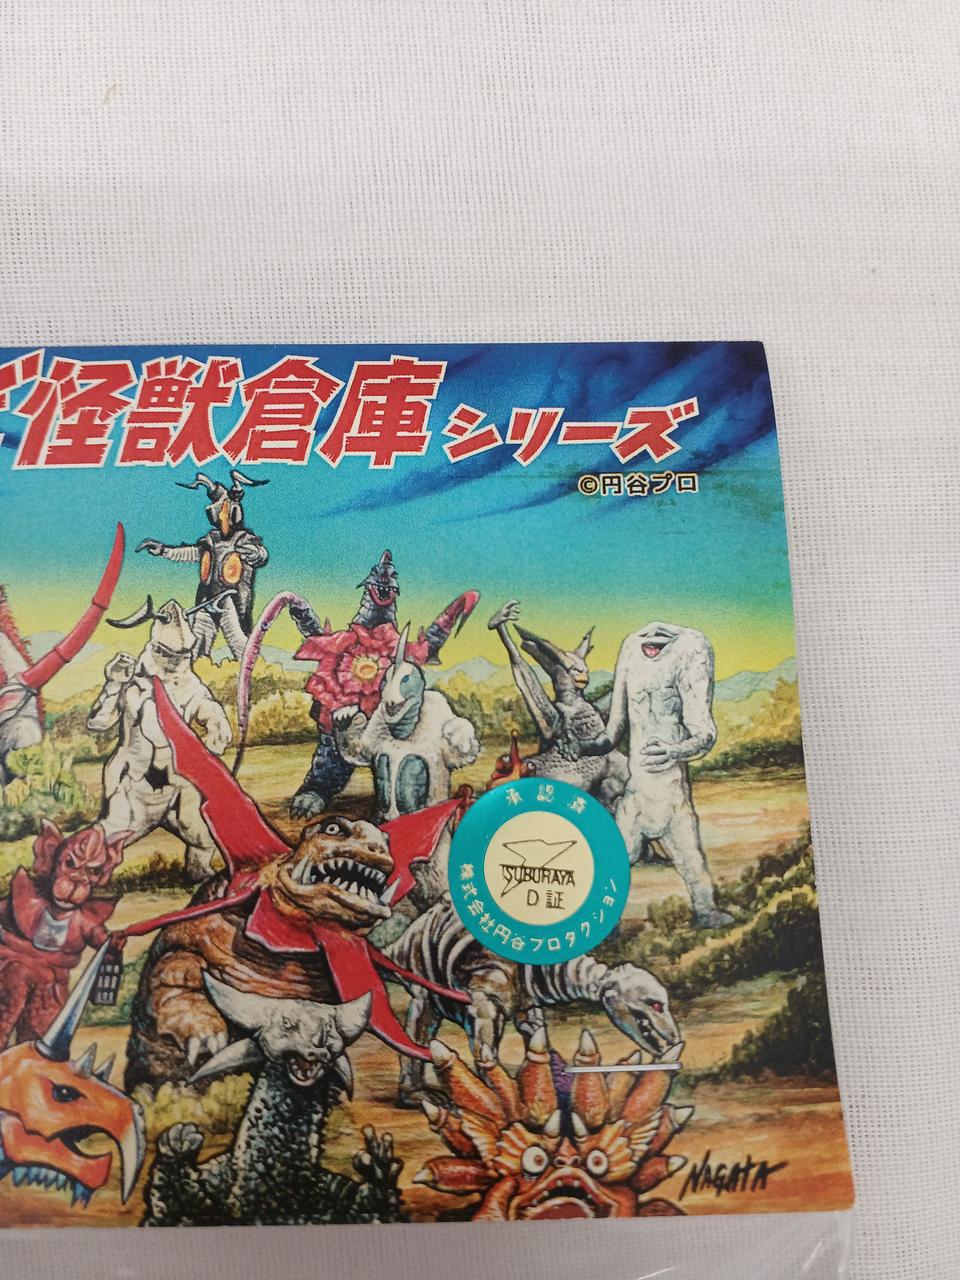 怪獣倉庫シリーズ
©円谷プロ
承認済
TSUBURAYA
D証
株式会社円谷プロダクション
NAGATA